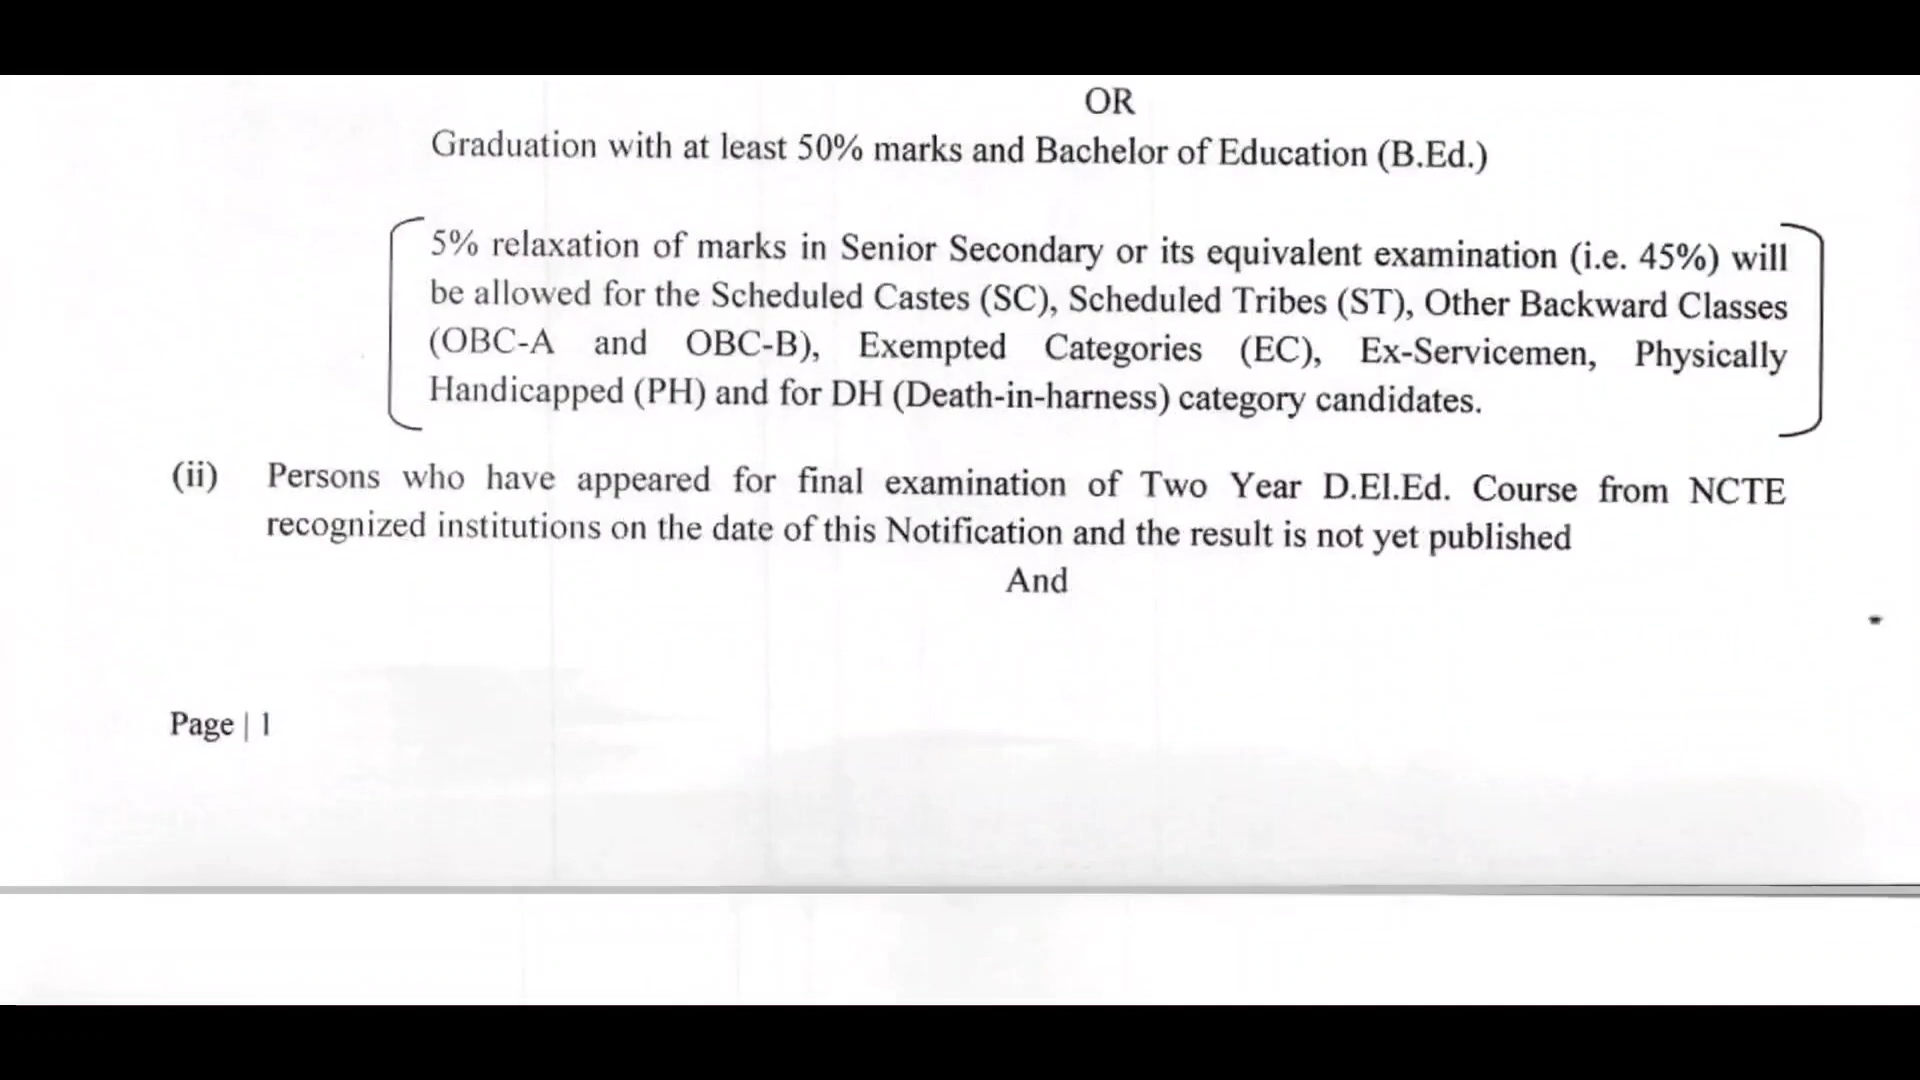 OR
Graduation with at least 50% marks and Bachelor of Education (B.Ed.)
5% relaxation of marks in Senior Secondary or its equivalent examination (i.e. 45%) will
be allowed for the Scheduled Castes (SC), Scheduled Tribes (ST), Other Backward Classes
(OBC-A and OBC-B), Exempted Categories (EC), Ex-Servicemen, Physically
Handicapped (PH) and for DH (Death-in-harness) category candidates.
(ii) Persons who have appeared for final examination of Two Year D.El.Ed. Course from NCTE
recognized institutions on the date of this Notification and the result is not yet published
And
Page | 1